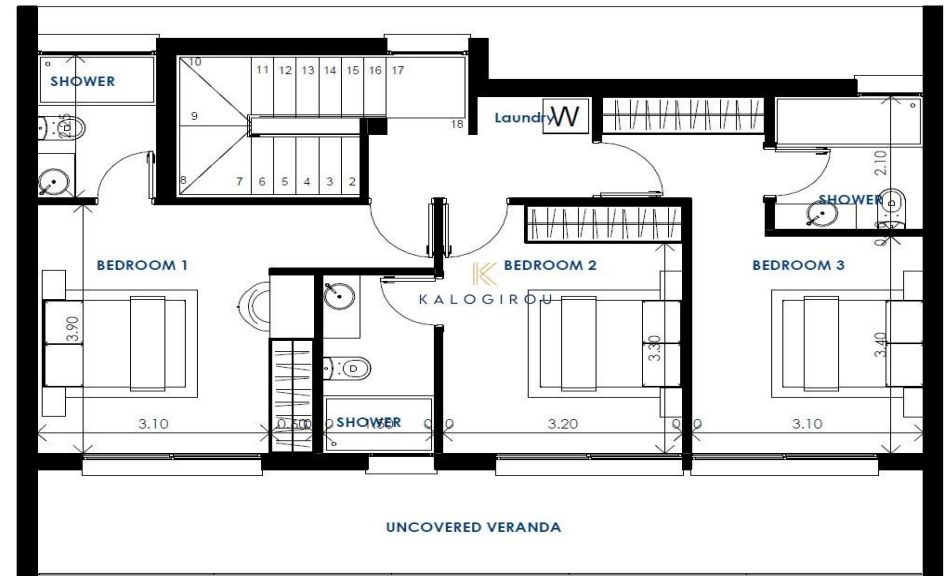 SHOWER
10
11 12 13 14 15 16 17
9
18
8
7 6 5 4 3 2
2.25
Laundry W
2.10
SHOWER
BEDROOM 1
BEDROOM 2
BEDROOM 3
KALOGIROU
D
3.90
3.30
3.40
D
SHOWER
3.10
3.20
3.10
UNCOVERED VERANDA